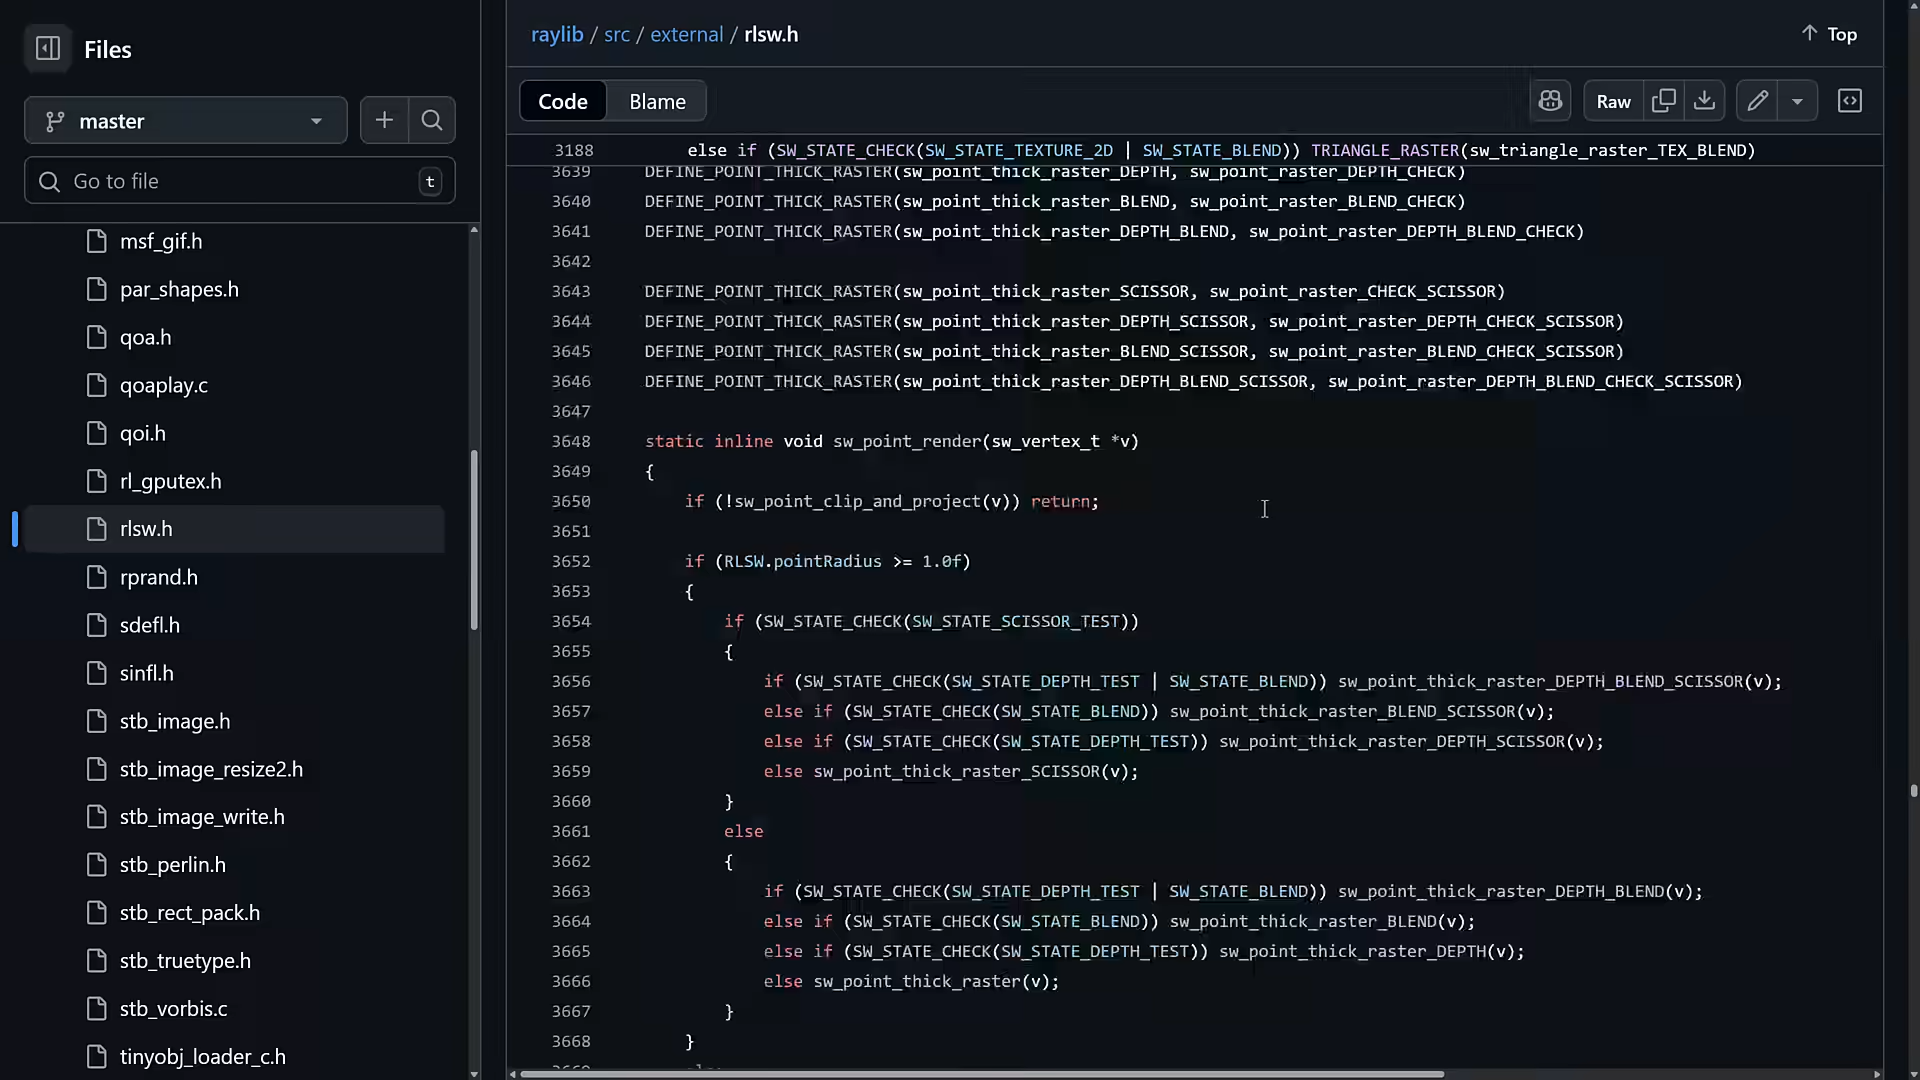 Files
master
Go to file
t
msf_gif.h
par_shapes.h
qoa.h
qoaplay.c
qoi.h
rl_gputex.h
rlsw.h
rprand.h
sdefl.h
sinfl.h
stb_image.h
stb_image_resize2.h
stb_image_write.h
stb_perlin.h
stb_rect_pack.h
stb_truetype.h
stb_vorbis.c
tinyobj_loader_c.h
raylib / src / external / rlsw.h
Top
Code
Blame
Raw
3188 else if (SW_STATE_CHECK(SW_STATE_TEXTURE_2D | SW_STATE_BLEND)) TRIANGLE_RASTER(sw_triangle_raster_TEX_BLEND)
3639 DEFINE_POINT_THICK_RASTER(sw_point_thick_raster_DEPTH, sw_point_raster_DEPTH_CHECK)
3640 DEFINE_POINT_THICK_RASTER(sw_point_thick_raster_BLEND, sw_point_raster_BLEND_CHECK)
3641 DEFINE_POINT_THICK_RASTER(sw_point_thick_raster_DEPTH_BLEND, sw_point_raster_DEPTH_BLEND_CHECK)
3642
3643 DEFINE_POINT_THICK_RASTER(sw_point_thick_raster_SCISSOR, sw_point_raster_CHECK_SCISSOR)
3644 DEFINE_POINT_THICK_RASTER(sw_point_thick_raster_DEPTH_SCISSOR, sw_point_raster_DEPTH_CHECK_SCISSOR)
3645 DEFINE_POINT_THICK_RASTER(sw_point_thick_raster_BLEND_SCISSOR, sw_point_raster_BLEND_CHECK_SCISSOR)
3646 DEFINE_POINT_THICK_RASTER(sw_point_thick_raster_DEPTH_BLEND_SCISSOR, sw_point_raster_DEPTH_BLEND_CHECK_SCISSOR)
3647
3648 static inline void sw_point_render(sw_vertex_t *v)
3649 {
3650 if (!sw_point_clip_and_project(v)) return;
3651
3652 if (RLSW.pointRadius >= 1.0f)
3653 {
3654 if (SW_STATE_CHECK(SW_STATE_SCISSOR_TEST))
3655 {
3656 if (SW_STATE_CHECK(SW_STATE_DEPTH_TEST | SW_STATE_BLEND)) sw_point_thick_raster_DEPTH_BLEND_SCISSOR(v);
3657 else if (SW_STATE_CHECK(SW_STATE_BLEND)) sw_point_thick_raster_BLEND_SCISSOR(v);
3658 else if (SW_STATE_CHECK(SW_STATE_DEPTH_TEST)) sw_point_thick_raster_DEPTH_SCISSOR(v);
3659 else sw_point_thick_raster_SCISSOR(v);
3660 }
3661 else
3662 {
3663 if (SW_STATE_CHECK(SW_STATE_DEPTH_TEST | SW_STATE_BLEND)) sw_point_thick_raster_DEPTH_BLEND(v);
3664 else if (SW_STATE_CHECK(SW_STATE_BLEND)) sw_point_thick_raster_BLEND(v);
3665 else if (SW_STATE_CHECK(SW_STATE_DEPTH_TEST)) sw_point_thick_raster_DEPTH(v);
3666 else sw_point_thick_raster(v);
3667 }
3668 }